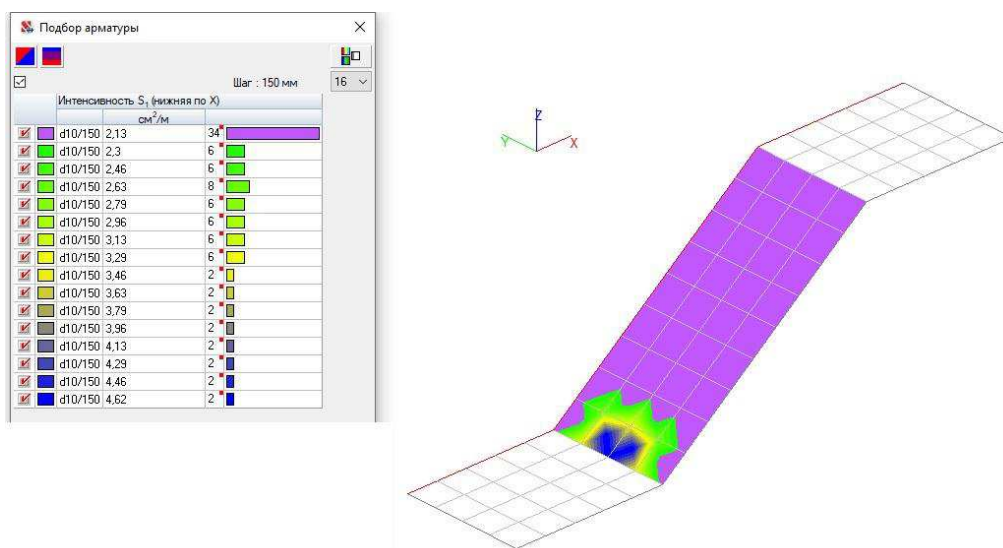 Подбор арматуры
Шаг : 150 мм 16
Интенсивность S₁ (нижняя по X)
см²/м
d10/150 2,13 34
d10/150 2,3 6
d10/150 2,46 6
d10/150 2,63 8
d10/150 2,79 6
d10/150 2,96 6
d10/150 3,13 6
d10/150 3,29 6
d10/150 3,46 2
d10/150 3,63 2
d10/150 3,79 2
d10/150 3,96 2
d10/150 4,13 2
d10/150 4,29 2
d10/150 4,46 2
d10/150 4,62 2
Z
Y X